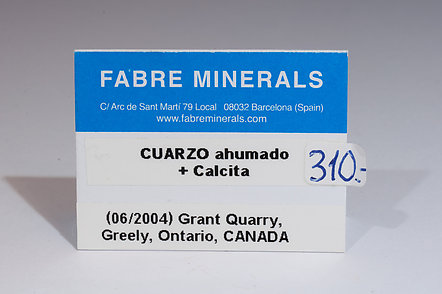 FABRE MINERALS
C/ Arc de Sant Martí 79 Local 08032 Barcelona (Spain)
www.fabreminerals.com
CUARZO ahumado
+ Calcita
310.-
(06/2004) Grant Quarry,
Greely, Ontario, CANADA